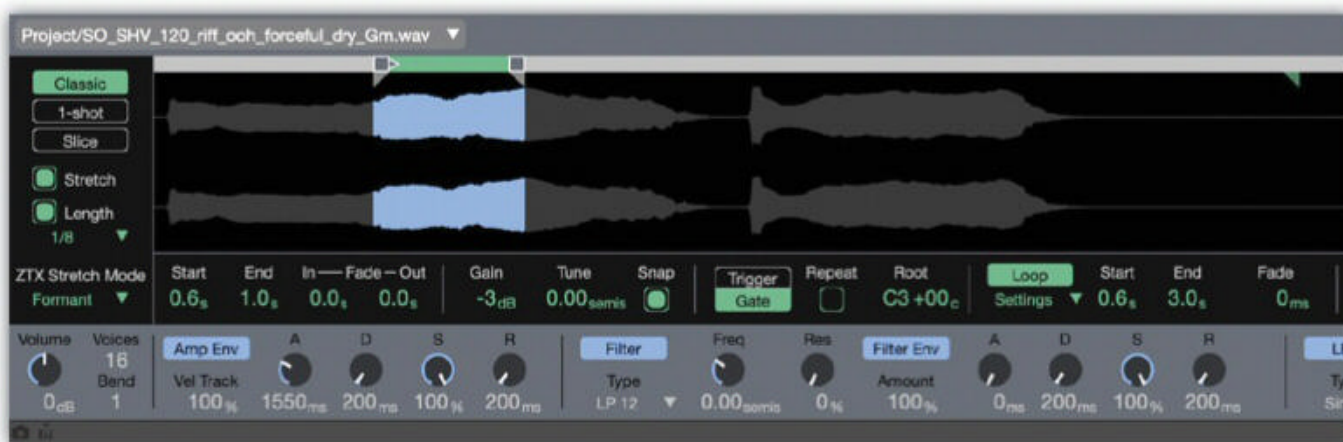 Project/SO_SHV_120_riff_ooh_forceful_dry_Gm.wav
Classic
1-shot
Slice
Stretch
Length
1/8
ZTX Stretch Mode
Formant
Start End In—Fade—Out Gain Tune Snap Trigger Repeat Root Loop Start End Fade
0.6s 1.0s 0.0s 0.0s -3dB 0.00semis Gate C3 +00c Settings 0.6s 3.0s 0ms
Volume Voices Amp Env A D S R Filter Freq Res Filter Env A D S R
16
Bend Vel Track Type Amount
0dB 1 100% 1550ms 200ms 100% 200ms LP 12 0.00semis 0% 100% 0ms 200ms 100% 200ms